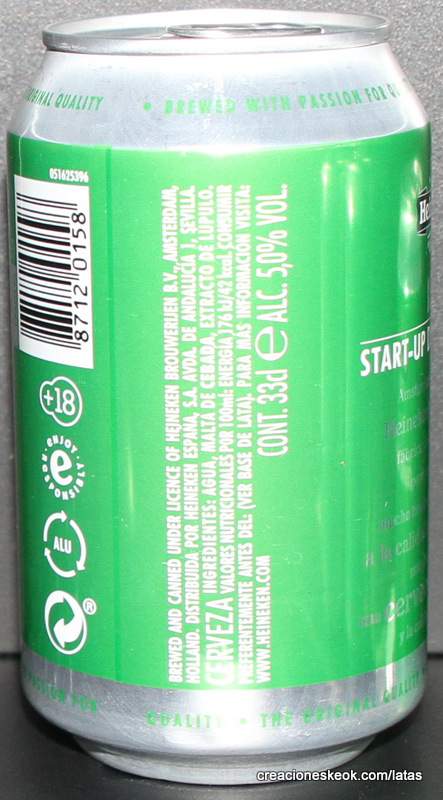 ORIGINAL QUALITY • BREWED WITH PASSION FOR
051625396
8712 0158
+18
ENJOY
e
RESPONSIBLY
ALU
R
BREWED AND CANNED UNDER LICENCE OF HEINEKEN BROUWERIJEN B.V., AMSTERDAM,
HOLLAND. DISTRIBUIDA POR HEINEKEN ESPAÑA, S.A. AVDA. DE ANDALUCÍA 1, SEVILLA.
CERVEZA INGREDIENTES: AGUA, MALTA DE CEBADA, EXTRACTO DE LÚPULO.
VALORES NUTRICIONALES POR 100ml: ENERGÍA 176 kJ/42 kcal. CONSUMIR
PREFERENTEMENTE ANTES DEL: (VER BASE DE LATA). PARA MÁS INFORMACIÓN VISITA:
WWW.HEINEKEN.COM
CONT. 33cl e ALC. 5,0% VOL.
START-UP
a la
PASSION FOR
QUALITY • THE ORIGINAL QUALITY
creacioneskeok.com/latas